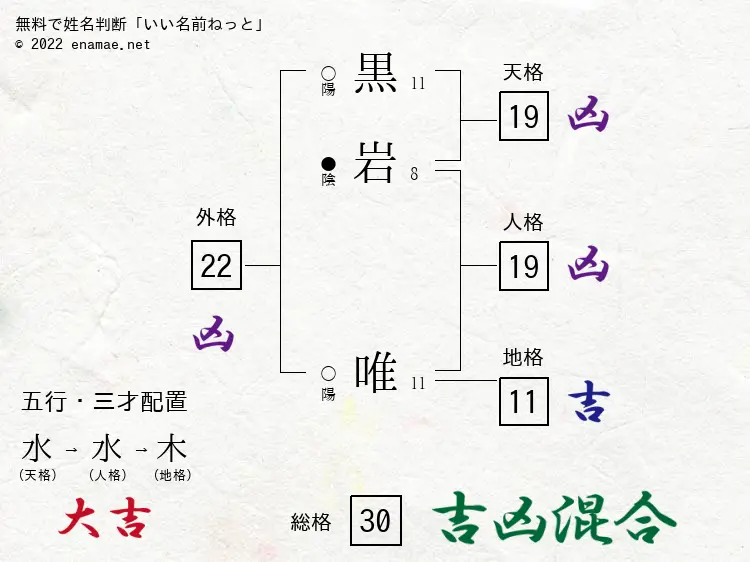 無料で姓名判断「いい名前ねっと」
© 2022 enamae.net
天格
19 凶
○ 黒 11
陽
● 岩 8
陰
外格
22
凶
人格
19 凶
地格
11 吉
○ 唯 11
陽
五行・三才配置
水 → 水 → 木
(天格) (人格) (地格)
大吉
総格 30 吉凶混合